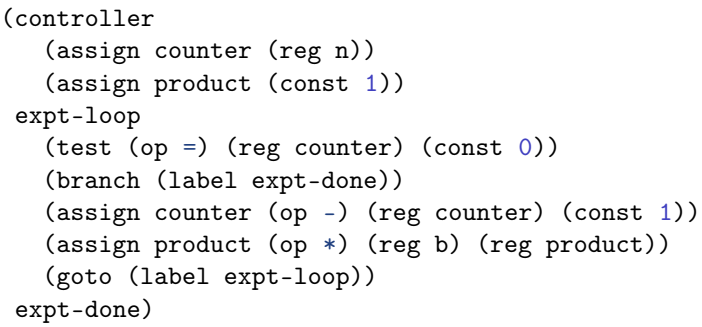 (controller
   (assign counter (reg n))
   (assign product (const 1))
 expt-loop
   (test (op =) (reg counter) (const 0))
   (branch (label expt-done))
   (assign counter (op -) (reg counter) (const 1))
   (assign product (op *) (reg b) (reg product))
   (goto (label expt-loop))
 expt-done)